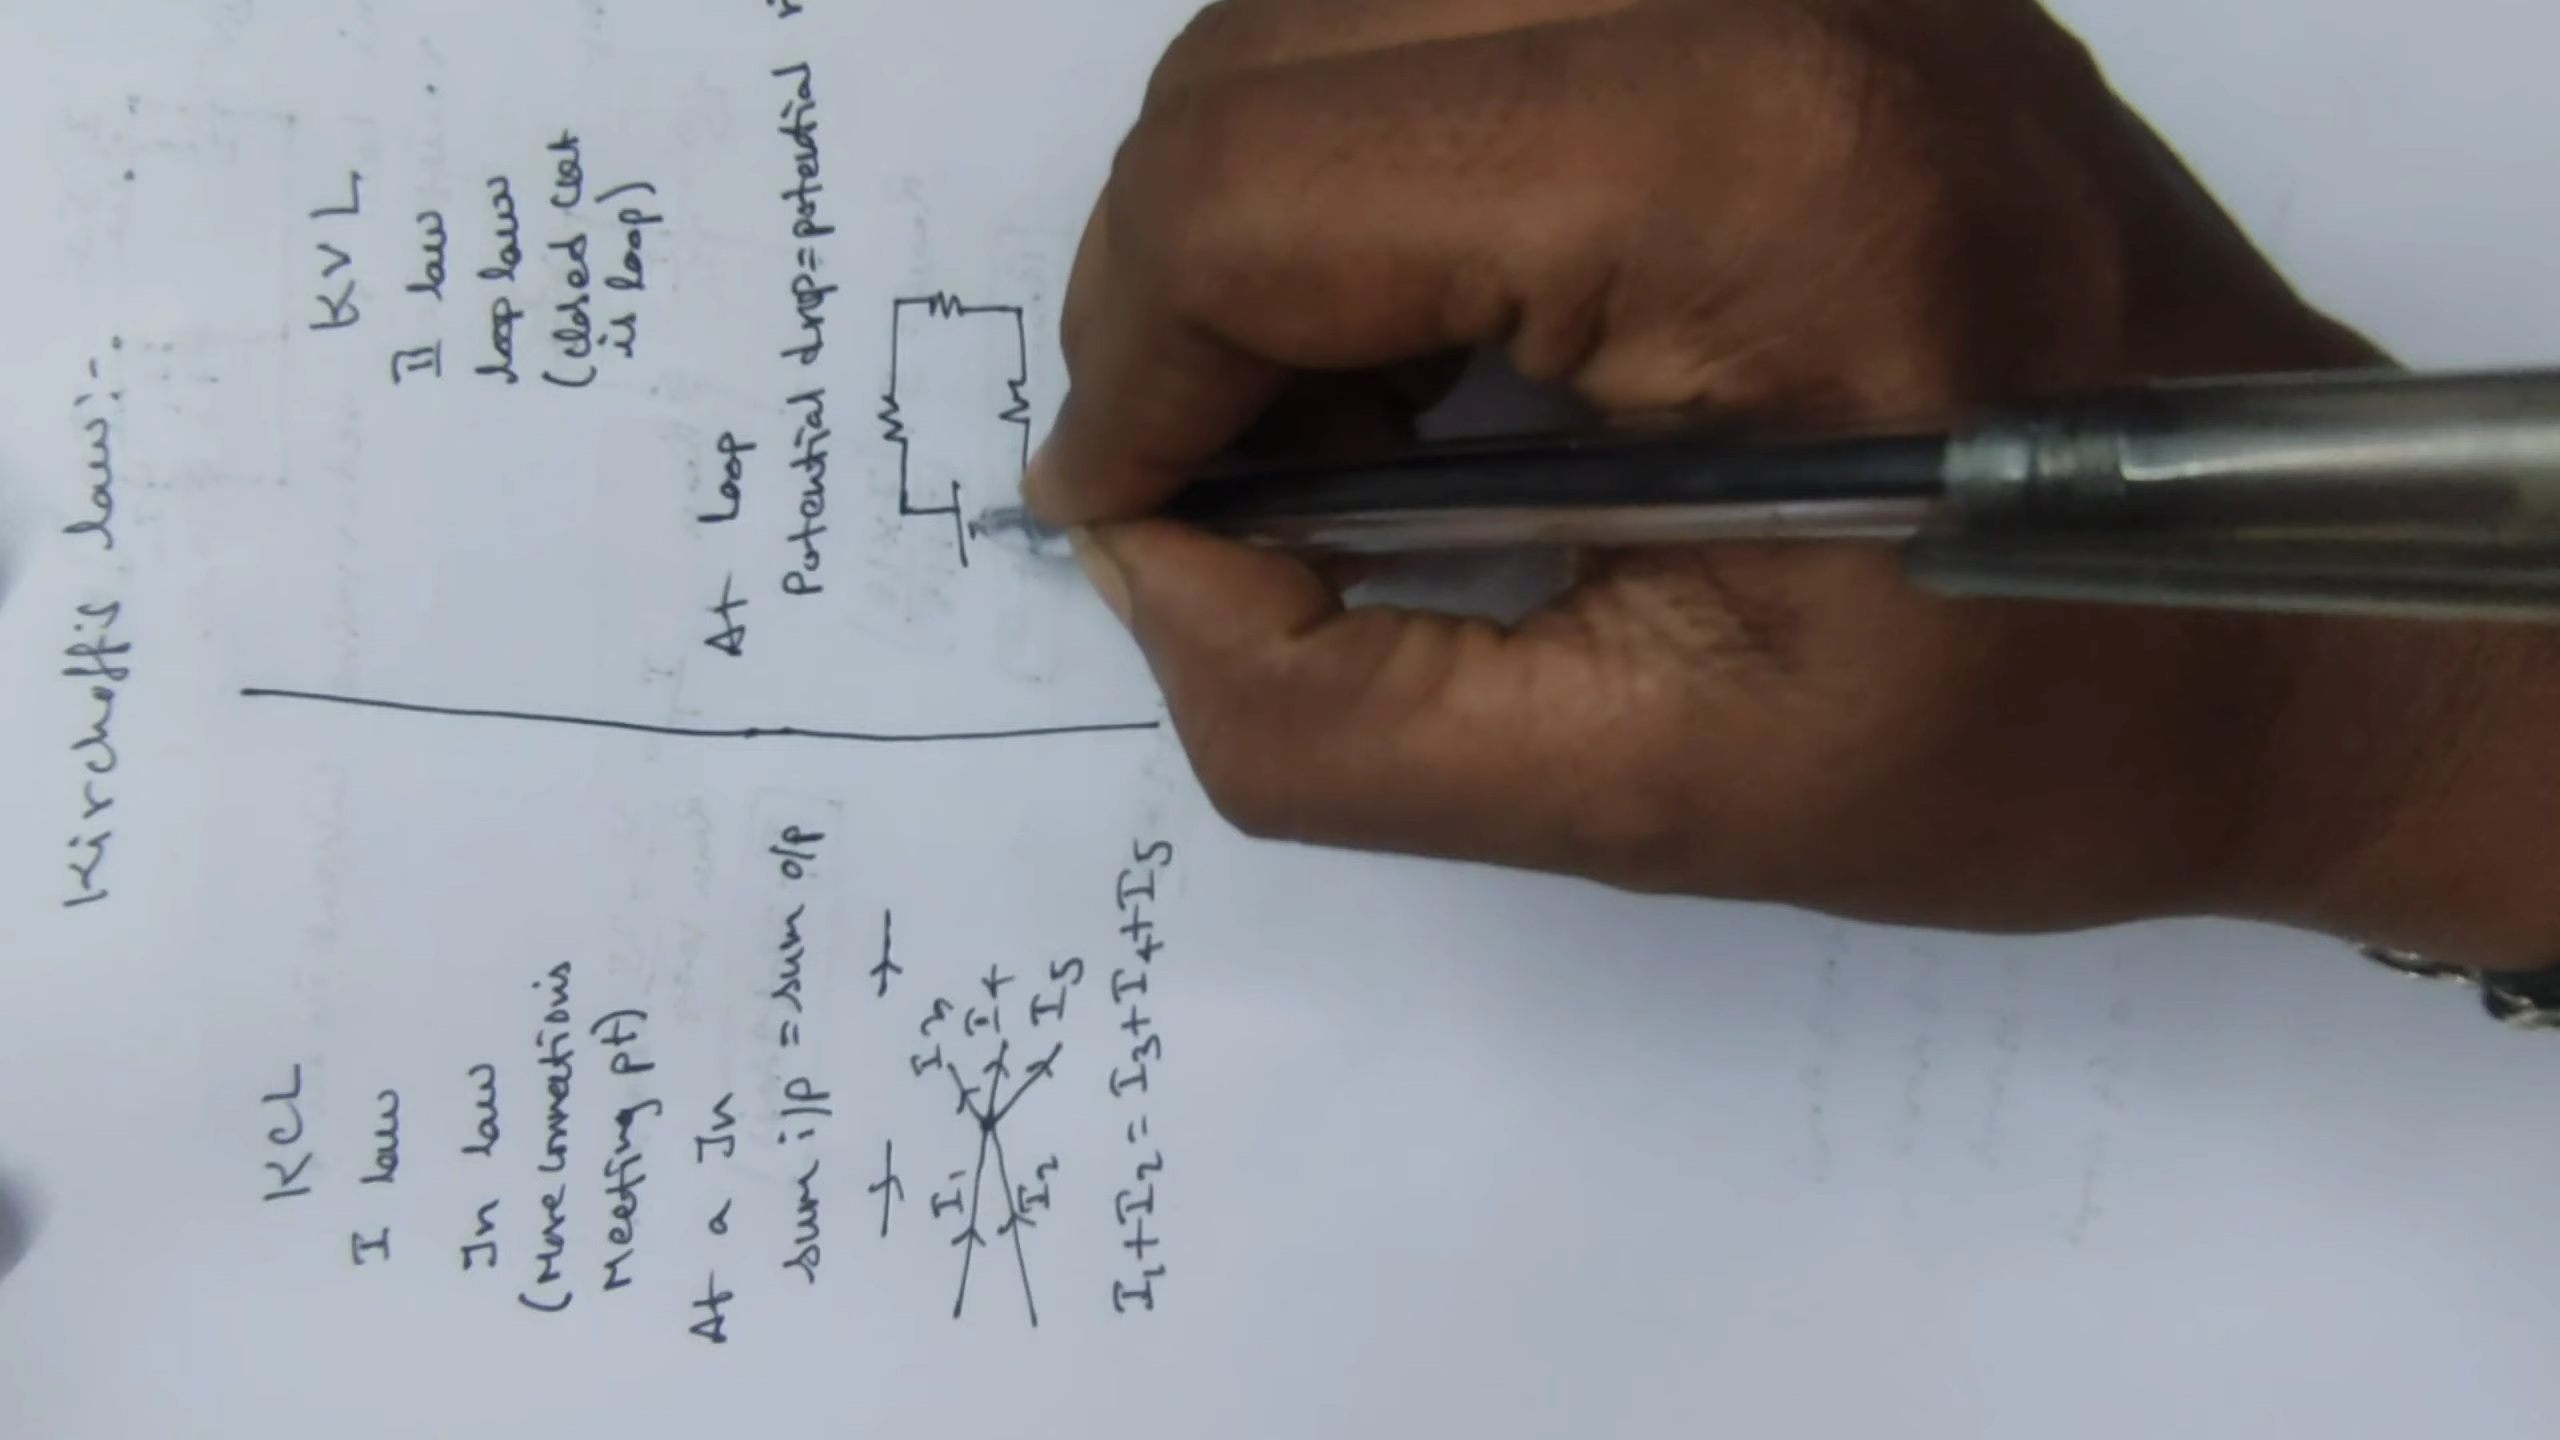 Kirchoff's law:-
KCL
I law
Jn law
(More connections
Meeting pt)
At a Jn
sum i/p = sum o/p
I1
I2
I3
I4
I5
I1+I2 = I3+I4+I5
KVL
II law
loop law
(closed ckt
is loop)
At Loop
Potential drop = potential